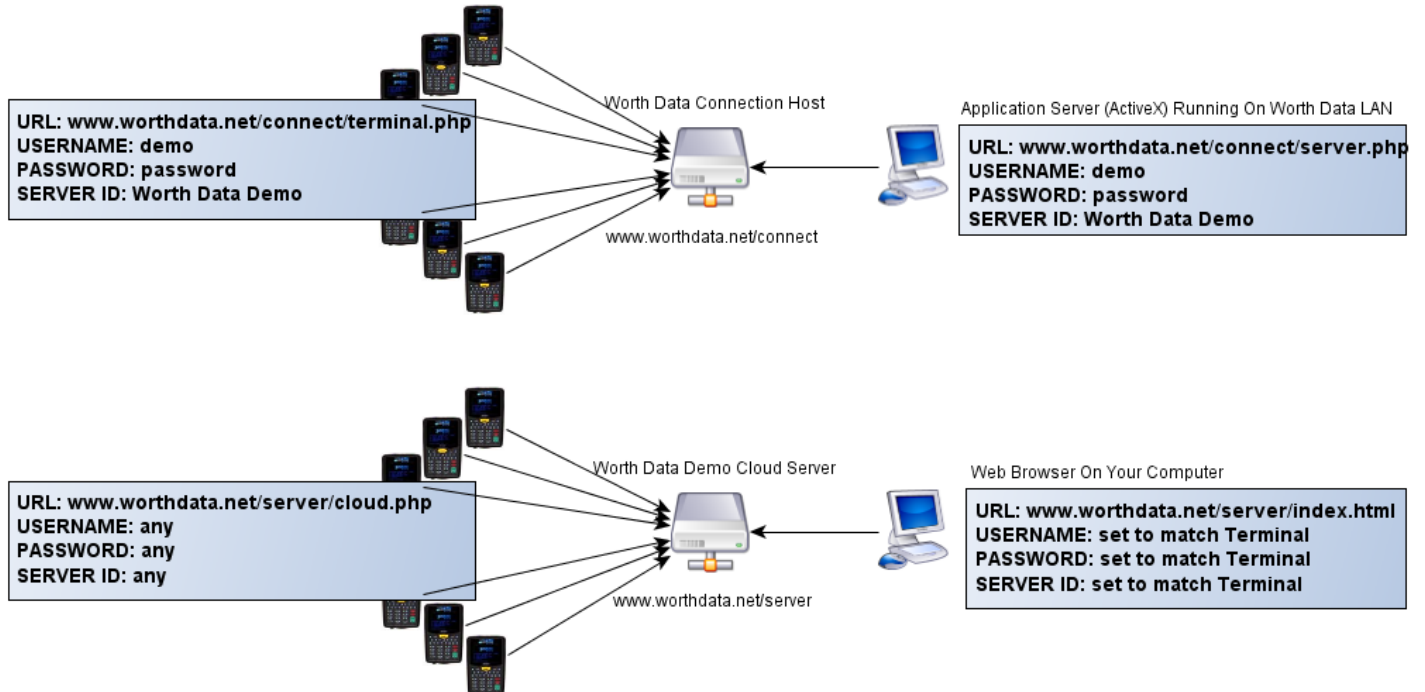 Worth Data Connection Host
Application Server (ActiveX) Running On Worth Data LAN
URL: www.worthdata.net/connect/terminal.php
USERNAME: demo
PASSWORD: password
SERVER ID: Worth Data Demo
URL: www.worthdata.net/connect/server.php
USERNAME: demo
PASSWORD: password
SERVER ID: Worth Data Demo
www.worthdata.net/connect
Worth Data Demo Cloud Server
Web Browser On Your Computer
URL: www.worthdata.net/server/cloud.php
USERNAME: any
PASSWORD: any
SERVER ID: any
URL: www.worthdata.net/server/index.html
USERNAME: set to match Terminal
PASSWORD: set to match Terminal
SERVER ID: set to match Terminal
www.worthdata.net/server